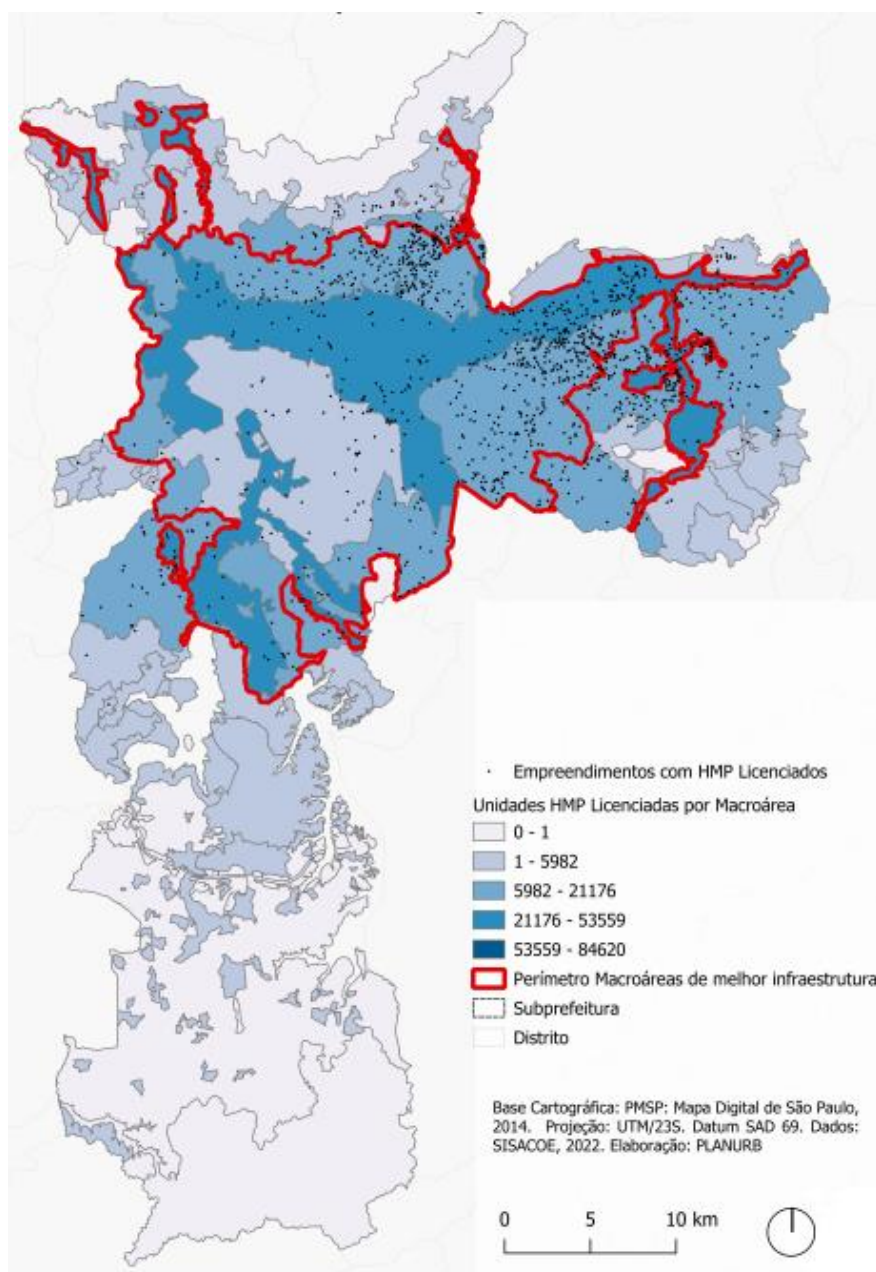 · Empreendimentos com HMP Licenciados
Unidades HMP Licenciadas por Macroárea
0 - 1
1 - 5982
5982 - 21176
21176 - 53559
53559 - 84620
Perímetro Macroáreas de melhor infraestrutura
Subprefeitura
Distrito
Base Cartográfica: PMSP: Mapa Digital de São Paulo,
2014. Projeção: UTM/23S. Datum SAD 69. Dados:
SISACOE, 2022. Elaboração: PLANURB
0 5 10 km